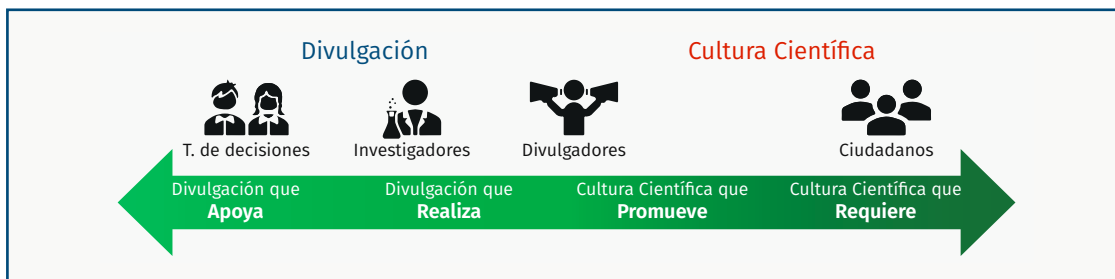 Divulgación
Cultura Científica
T. de decisiones
Investigadores
Divulgadores
Ciudadanos
Divulgación que
Apoya
Divulgación que
Realiza
Cultura Científica que
Promueve
Cultura Científica que
Requiere